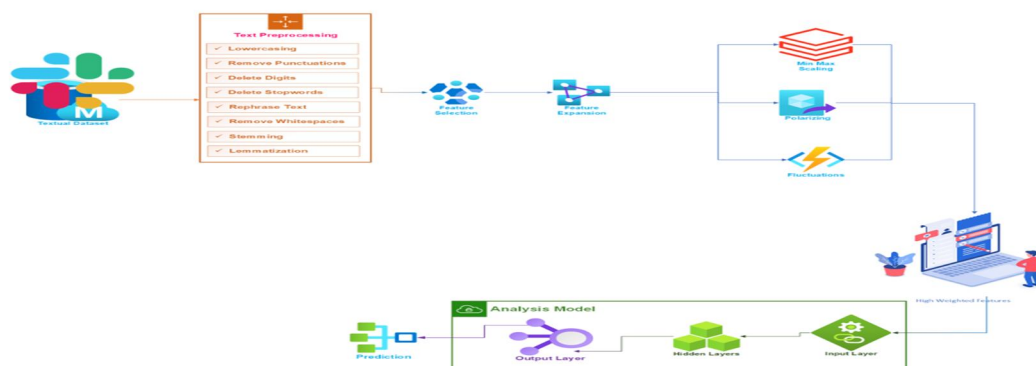 Text Preprocessing
Lowercasing
Remove Punctuations
Delete Digits
Delete Stopwords
Rephrase Text
Remove Whitespaces
Stemming
Lemmatization
M
Textual Dataset
Feature
Selection
Feature
Expansion
Min Max
Scaling
Polarizing
Fluctuations
High Weighted Features
Analysis Model
Input Layer
Hidden Layers
Output Layer
Prediction